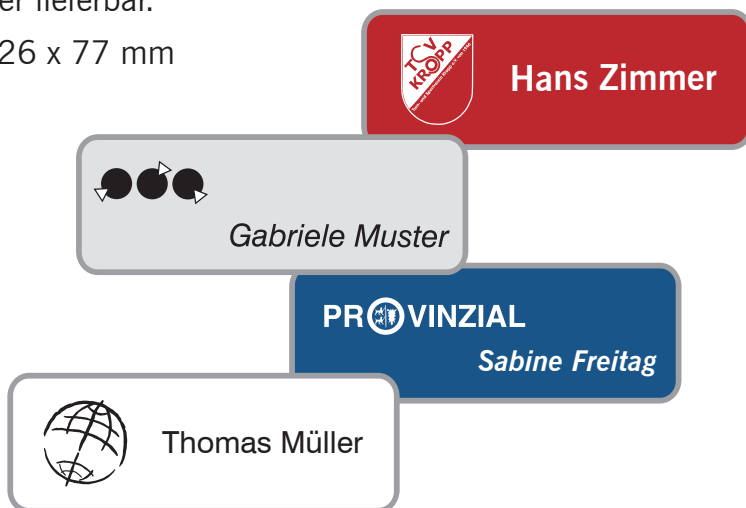 er lieferbar.
26 x 77 mm
TCV
KROPP
Hans Zimmer
Gabriele Muster
PROVINZIAL
Sabine Freitag
Thomas Müller